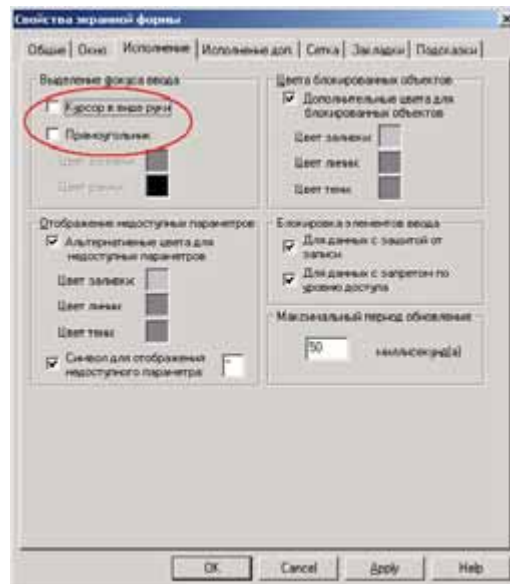 Свойства экранной формы
Общие Окно Исполнение Исполнение доп. Сетка Закладки Подсказки
Выделение фокуса ввода
Курсор в виде руки
Прямоугольник
Цвет заливки
Цвет рамки
Отображение недоступных параметров
Альтернативные цвета для
недоступных параметров
Цвет заливки
Цвет линии
Цвет тени
Символ для отображения
недоступного параметра
Цвета блокированных объектов
Дополнительные цвета для
блокированных объектов
Цвет заливки
Цвет линии
Цвет тени
Блокировка элементов ввода
Для данных с защитой от
записи
Для данных с запретом по
уровню доступа
Максимальный период обновления
50 миллисекунд(а)
OK Cancel Apply Help